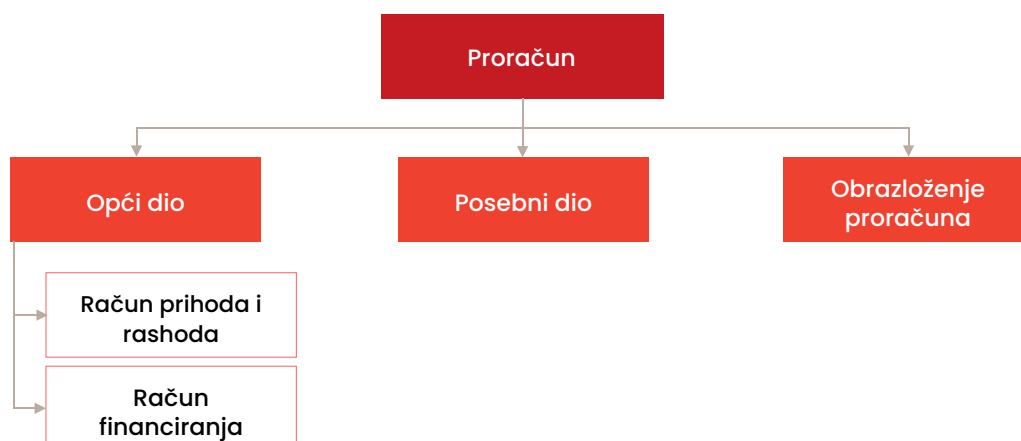 Proračun
Opći dio
Posebni dio
Obrazloženje
proračuna
Račun prihoda i
rashoda
Račun
financiranja